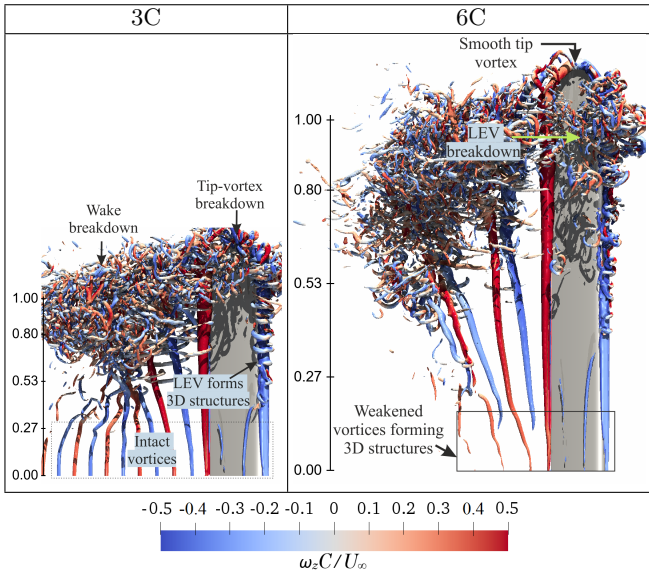 3C
6C
Smooth tip
vortex
1.00
LEV
breakdown
Tip-vortex
breakdown
Wake
breakdown
0.80
0.53
1.00
0.80
LEV forms
3D structures
0.53
0.27
Weakened
vortices forming
3D structures
0.27
Intact
vortices
0.00
0.00
-0.5 -0.3 -0.2 -0.1 0 0.1 0.2 0.3 0.4 0.5
ω_z C/U_∞